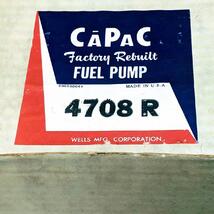 CAPAC
Factory Rebuilt
FUEL PUMP
MADE IN U.S.A
4708 R
WELLS MFG. CORPORATION